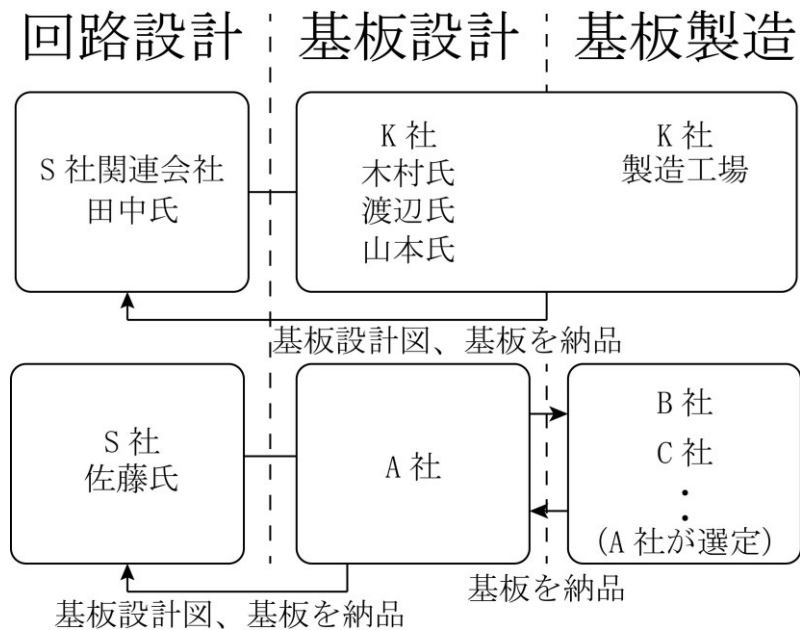 回路設計
基板設計
基板製造
S社関連会社
田中氏
K社
木村氏
渡辺氏
山本氏
K社
製造工場
基板設計図、基板を納品
S社
佐藤氏
A社
B社
C社
・
・
(A社が選定)
基板を納品
基板設計図、基板を納品